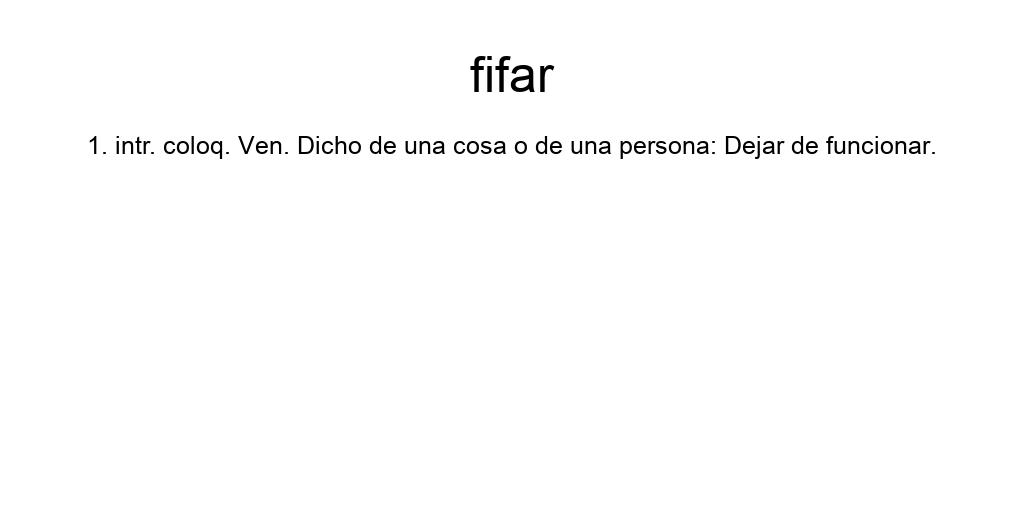 fifar
1. intr. coloq. Ven. Dicho de una cosa o de una persona: Dejar de funcionar.